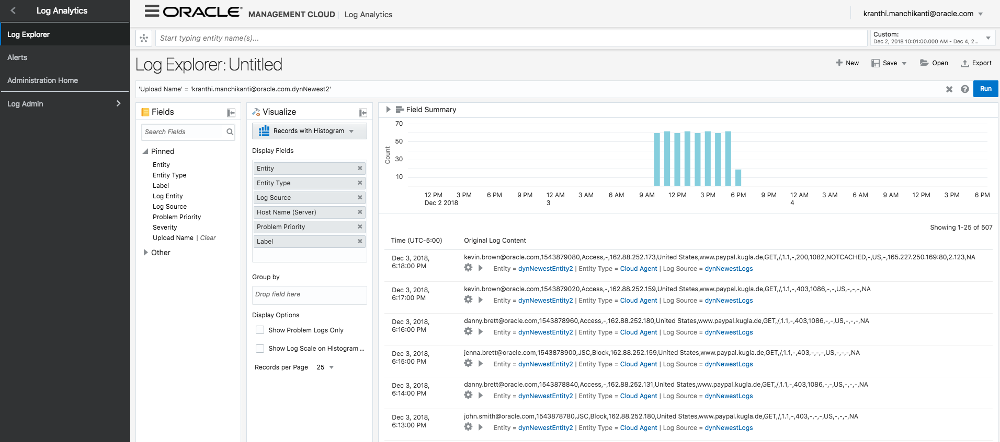 Log Analytics
Log Explorer
Alerts
Administration Home
Log Admin
ORACLE® MANAGEMENT CLOUD Log Analytics
kranthi.manchikanti@oracle.com
Start typing entity name(s)...
Custom:
Dec 2, 2018 10:01:00.000 AM - Dec 4, 2...
Log Explorer: Untitled
New Save Open Export
'Upload Name' = 'kranthi.manchikanti@oracle.com.dynNewest2'
Run
Fields
Search Fields
Pinned
Entity
Entity Type
Label
Log Entity
Log Source
Problem Priority
Severity
Upload Name | Clear
Other
Visualize
Records with Histogram
Display Fields
Entity
Entity Type
Log Source
Host Name (Server)
Problem Priority
Label
Group by
Drop field here
Display Options
Show Problem Logs Only
Show Log Scale on Histogram ...
Records per Page 25
Field Summary
Count
70
50
30
10
12 PM 3 PM 6 PM 9 PM 12 AM 3 AM 6 AM 9 AM 12 PM 3 PM 6 PM 9 PM 12 AM 3 AM 6 AM 9 AM 12 PM 3 PM 6 PM
Dec 2 2018 3 4
Showing 1-25 of 507
Time (UTC-5:00) Original Log Content
Dec 3, 2018,
6:18:00 PM
kevin.brown@oracle.com,1543879080,Access,-,162.88.252.173,United States,www.paypal.kugla.de,GET,/,1.1,-,200,1082,NOTCACHED,-,US,-,165.227.250.169:80,2.123,NA
Entity = dynNewestEntity2 | Entity Type = Cloud Agent | Log Source = dynNewestLogs
Dec 3, 2018,
6:17:00 PM
kevin.brown@oracle.com,1543879020,Access,-,162.88.252.159,United States,www.paypal.kugla.de,GET,/,1.1,-,403,1086,-,-,US,-,-,-,NA
Entity = dynNewestEntity2 | Entity Type = Cloud Agent | Log Source = dynNewestLogs
Dec 3, 2018,
6:16:00 PM
danny.brett@oracle.com,1543878960,Access,-,162.88.252.180,United States,www.paypal.kugla.de,GET,/,1.1,-,403,1086,-,-,US,-,-,-,NA
Entity = dynNewestEntity2 | Entity Type = Cloud Agent | Log Source = dynNewestLogs
Dec 3, 2018,
6:15:00 PM
jenna.brett@oracle.com,1543878900,JSC,Block,162.88.252.159,United States,www.paypal.kugla.de,GET,/,1.1,-,403,-,-,-,US,-,-,-,NA
Entity = dynNewestEntity2 | Entity Type = Cloud Agent | Log Source = dynNewestLogs
Dec 3, 2018,
6:14:00 PM
danny.brett@oracle.com,1543878840,Access,-,162.88.252.131,United States,www.paypal.kugla.de,GET,/,1.1,-,403,1086,-,-,US,-,-,-,NA
Entity = dynNewestEntity2 | Entity Type = Cloud Agent | Log Source = dynNewestLogs
Dec 3, 2018,
6:13:00 PM
john.smith@oracle.com,1543878780,JSC,Block,162.88.252.180,United States,www.paypal.kugla.de,GET,/,1.1,-,403,-,-,-,US,-,-,-,NA
Entity = dynNewestEntity2 | Entity Type = Cloud Agent | Log Source = dynNewestLogs